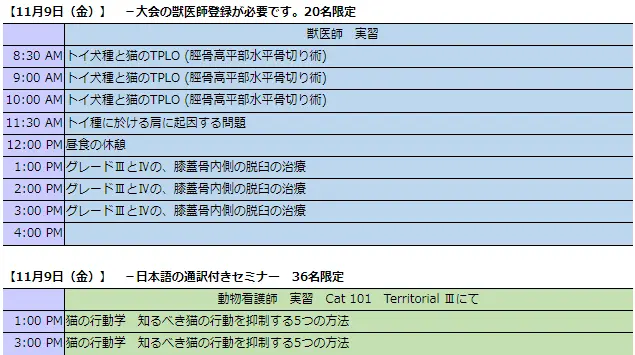 【11月9日（金）】　－大会の獣医師登録が必要です。20名限定
獣医師　実習
8:30 AM トイ犬種と猫のTPLO (脛骨高平部水平骨切り術)
9:00 AM トイ犬種と猫のTPLO (脛骨高平部水平骨切り術)
10:00 AM トイ犬種と猫のTPLO (脛骨高平部水平骨切り術)
11:30 AM トイ種に於ける肩に起因する問題
12:00 PM 昼食の休憩
1:00 PM グレードⅢとⅣの、膝蓋骨内側の脱臼の治療
2:00 PM グレードⅢとⅣの、膝蓋骨内側の脱臼の治療
3:00 PM グレードⅢとⅣの、膝蓋骨内側の脱臼の治療
4:00 PM
【11月9日（金）】　－日本語の通訳付きセミナー　36名限定
動物看護師　実習　Cat 101　Territorial Ⅲにて
1:00 PM 猫の行動学　知るべき猫の行動を抑制する5つの方法
3:00 PM 猫の行動学　知るべき猫の行動を抑制する5つの方法